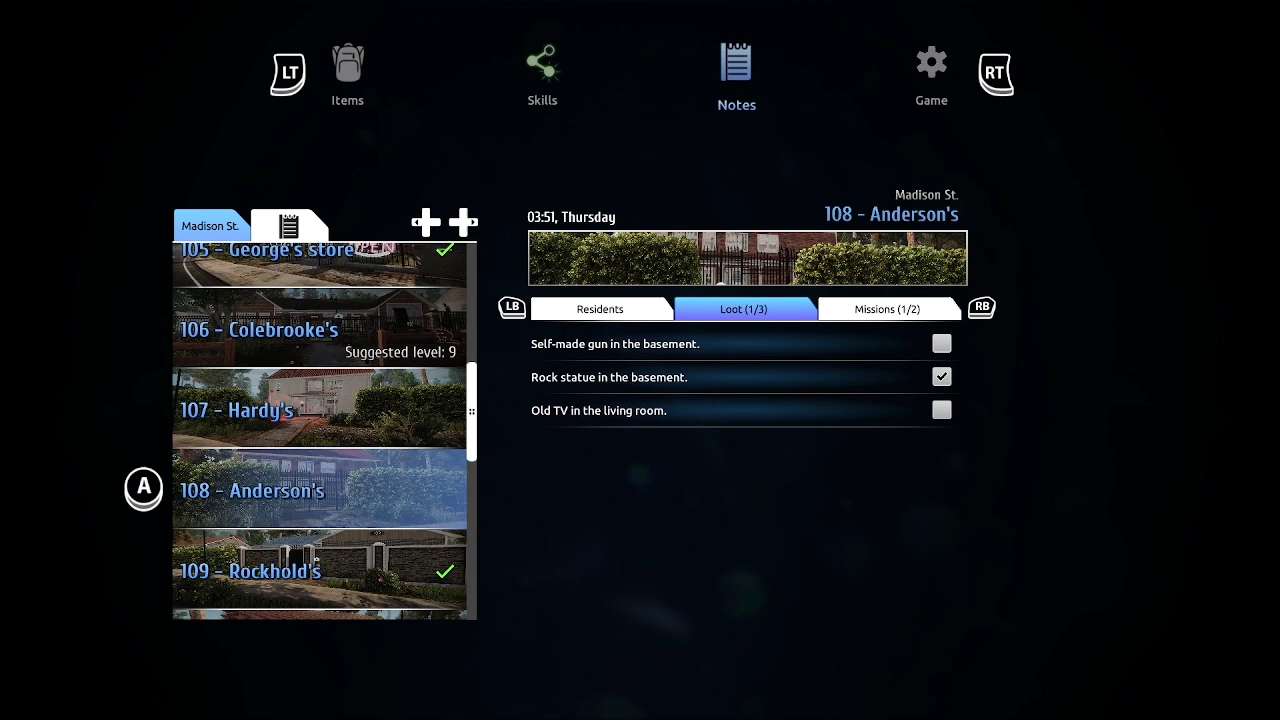 LT
Items
Skills
Notes
Game
RT
Madison St.
105 - George's store
OPEN
106 - Colebrooke's
Suggested level: 9
107 - Hardy's
A
108 - Anderson's
109 - Rockhold's
Madison St.
03:51, Thursday
108 - Anderson's
LB
Residents
Loot (1/3)
Missions (1/2)
RB
Self-made gun in the basement.
Rock statue in the basement.
Old TV in the living room.